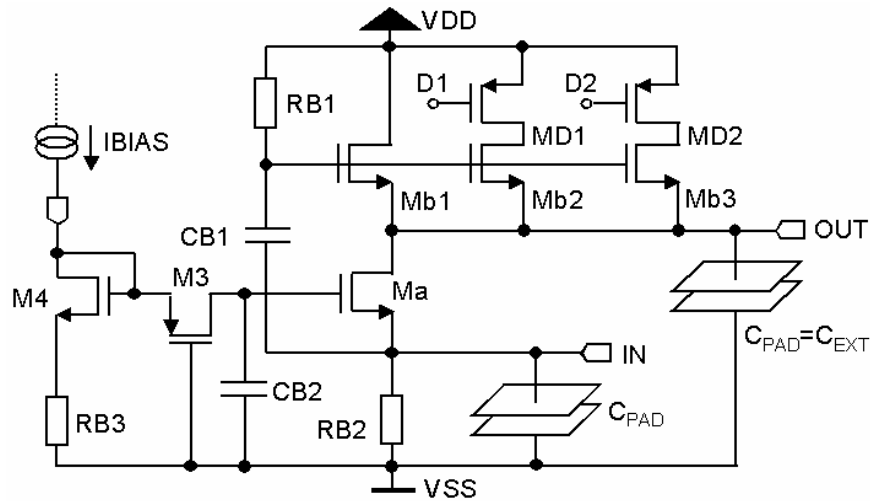 VDD
D1
D2
RB1
IBIAS
MD1
MD2
Mb1
Mb2
Mb3
CB1
OUT
M3
M4
Ma
CPAD=CEXT
IN
CB2
RB3
RB2
CPAD
VSS